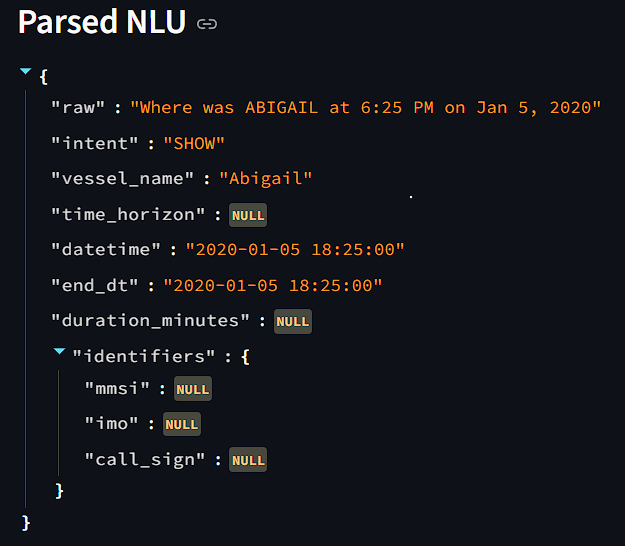 Parsed NLU
{
"raw" : "Where was ABIGAIL at 6:25 PM on Jan 5, 2020"
"intent" : "SHOW"
"vessel_name" : "Abigail"
"time_horizon" : NULL
"datetime" : "2020-01-05 18:25:00"
"end_dt" : "2020-01-05 18:25:00"
"duration_minutes" : NULL
"identifiers" : {
"mmsi" : NULL
"imo" : NULL
"call_sign" : NULL
}
}